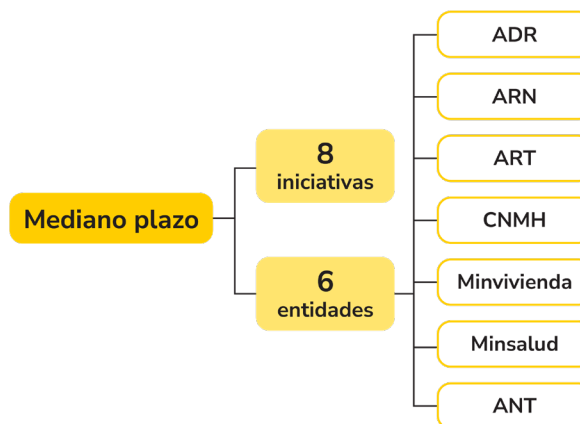 Mediano plazo
8
iniciativas
6
entidades
ADR
ARN
ART
CNMH
Minvivienda
Minsalud
ANT